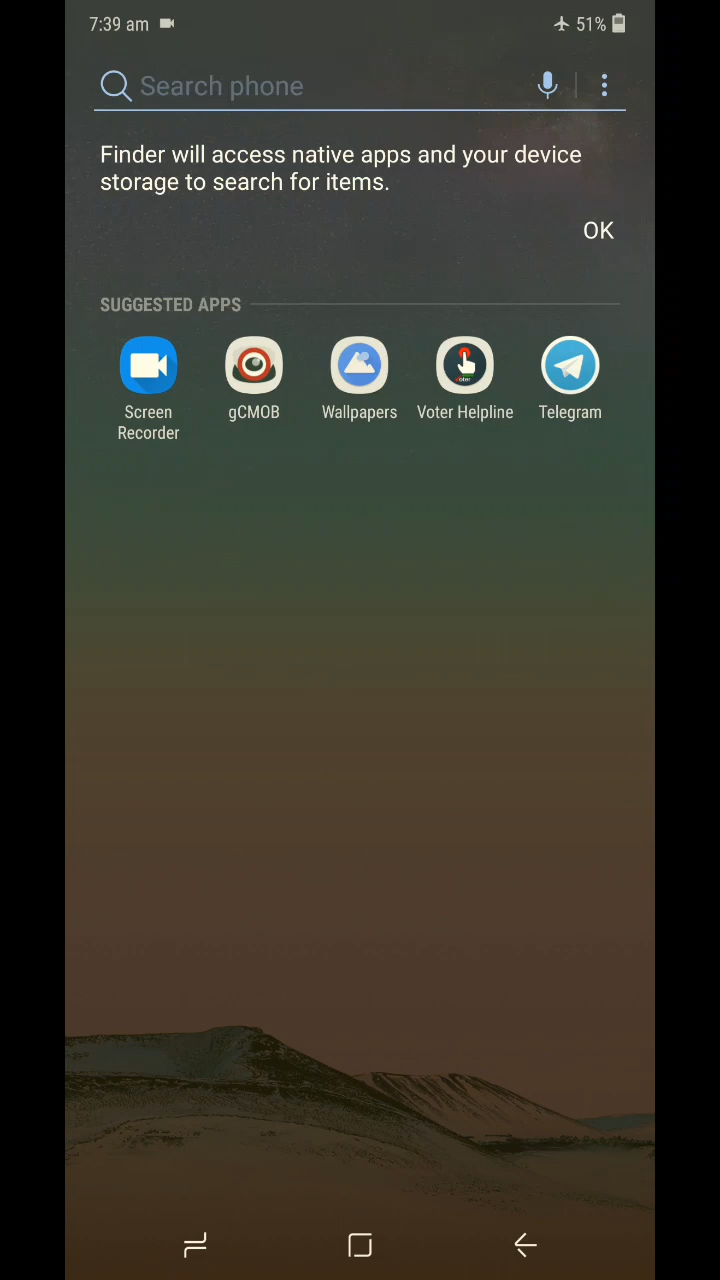 7:39 am 51%
Search phone
Finder will access native apps and your device
storage to search for items.
OK
SUGGESTED APPS
Screen
Recorder
gCMOB
Wallpapers
Voter Helpline
Telegram